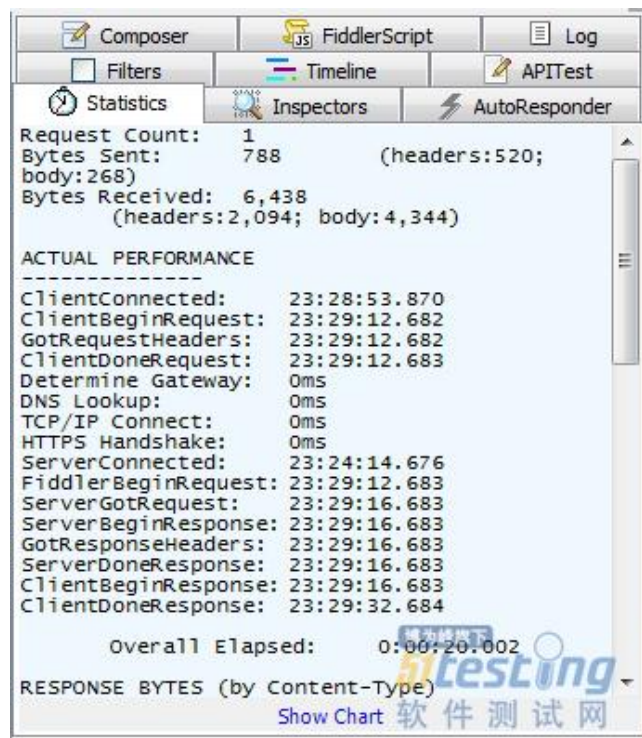 Composer
FiddlerScript
Log
Filters
Timeline
APITest
Statistics
Inspectors
AutoResponder
Request Count: 1
Bytes Sent: 788 (headers:520;
body:268)
Bytes Received: 6,438
(headers:2,094; body:4,344)
ACTUAL PERFORMANCE
---------------
ClientConnected: 23:28:53.870
ClientBeginRequest: 23:29:12.682
GotRequestHeaders: 23:29:12.682
ClientDoneRequest: 23:29:12.683
Determine Gateway: 0ms
DNS Lookup: 0ms
TCP/IP Connect: 0ms
HTTPS Handshake: 0ms
ServerConnected: 23:24:14.676
FiddlerBeginRequest: 23:29:12.683
ServerGotRequest: 23:29:16.683
ServerBeginResponse: 23:29:16.683
GotResponseHeaders: 23:29:16.683
ServerDoneResponse: 23:29:16.683
ClientBeginResponse: 23:29:16.683
ClientDoneResponse: 23:29:32.684
Overall Elapsed: 0:00:20.002
RESPONSE BYTES (by Content-Type)
Show Chart
51testing
软件测试网